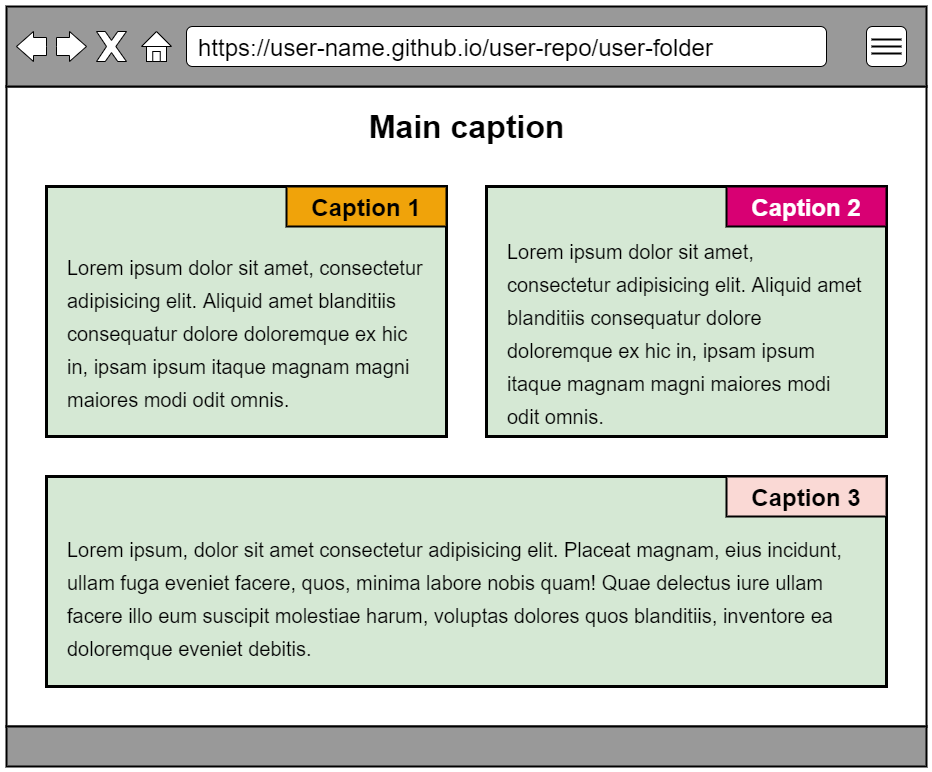 https://user-name.github.io/user-repo/user-folder
Main caption
Caption 1
Lorem ipsum dolor sit amet, consectetur
adipisicing elit. Aliquid amet blanditiis
consequatur dolore doloremque ex hic
in, ipsam ipsum itaque magnam magni
maiores modi odit omnis.
Caption 2
Lorem ipsum dolor sit amet,
consectetur adipisicing elit. Aliquid amet
blanditiis consequatur dolore
doloremque ex hic in, ipsam ipsum
itaque magnam magni maiores modi
odit omnis.
Caption 3
Lorem ipsum, dolor sit amet consectetur adipisicing elit. Placeat magnam, eius incidunt,
ullam fuga eveniet facere, quos, minima labore nobis quam! Quae delectus iure ullam
facere illo eum suscipit molestiae harum, voluptas dolores quos blanditiis, inventore ea
doloremque eveniet debitis.